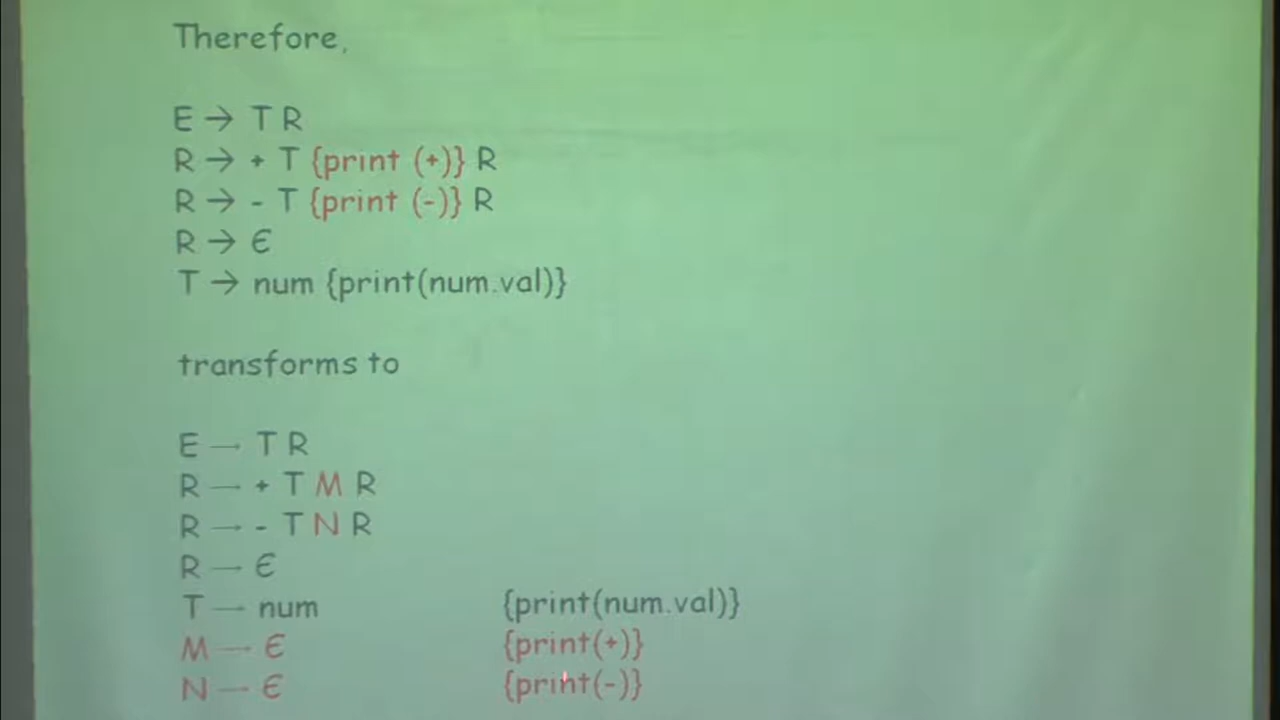 Therefore,
E → T R
R → + T {print (+)} R
R → - T {print (-)} R
R → Є
T → num {print(num.val)}
transforms to
E → T R
R → + T M R
R → - T N R
R → Є
T → num {print(num.val)}
M → Є {print(+)}
N → Є {print(-)}